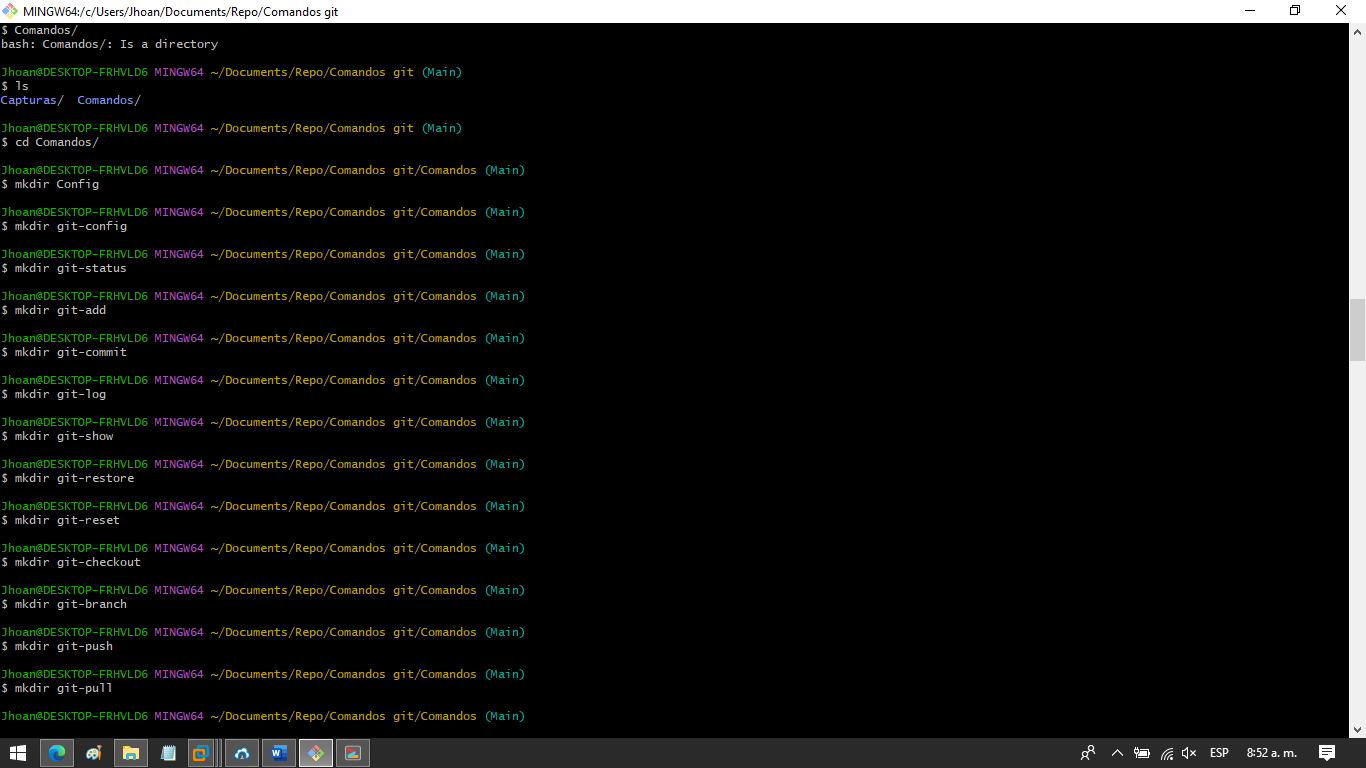 MINGW64:/c/Users/Jhoan/Documents/Repo/Comandos git
$ Comandos/
bash: Comandos/: Is a directory
Jhoan@DESKTOP-FRHVLD6 MINGW64 ~/Documents/Repo/Comandos git (Main)
$ ls
Capturas/  Comandos/
Jhoan@DESKTOP-FRHVLD6 MINGW64 ~/Documents/Repo/Comandos git (Main)
$ cd Comandos/
Jhoan@DESKTOP-FRHVLD6 MINGW64 ~/Documents/Repo/Comandos git/Comandos (Main)
$ mkdir Config
Jhoan@DESKTOP-FRHVLD6 MINGW64 ~/Documents/Repo/Comandos git/Comandos (Main)
$ mkdir git-config
Jhoan@DESKTOP-FRHVLD6 MINGW64 ~/Documents/Repo/Comandos git/Comandos (Main)
$ mkdir git-status
Jhoan@DESKTOP-FRHVLD6 MINGW64 ~/Documents/Repo/Comandos git/Comandos (Main)
$ mkdir git-add
Jhoan@DESKTOP-FRHVLD6 MINGW64 ~/Documents/Repo/Comandos git/Comandos (Main)
$ mkdir git-commit
Jhoan@DESKTOP-FRHVLD6 MINGW64 ~/Documents/Repo/Comandos git/Comandos (Main)
$ mkdir git-log
Jhoan@DESKTOP-FRHVLD6 MINGW64 ~/Documents/Repo/Comandos git/Comandos (Main)
$ mkdir git-show
Jhoan@DESKTOP-FRHVLD6 MINGW64 ~/Documents/Repo/Comandos git/Comandos (Main)
$ mkdir git-restore
Jhoan@DESKTOP-FRHVLD6 MINGW64 ~/Documents/Repo/Comandos git/Comandos (Main)
$ mkdir git-reset
Jhoan@DESKTOP-FRHVLD6 MINGW64 ~/Documents/Repo/Comandos git/Comandos (Main)
$ mkdir git-checkout
Jhoan@DESKTOP-FRHVLD6 MINGW64 ~/Documents/Repo/Comandos git/Comandos (Main)
$ mkdir git-branch
Jhoan@DESKTOP-FRHVLD6 MINGW64 ~/Documents/Repo/Comandos git/Comandos (Main)
$ mkdir git-push
Jhoan@DESKTOP-FRHVLD6 MINGW64 ~/Documents/Repo/Comandos git/Comandos (Main)
$ mkdir git-pull
Jhoan@DESKTOP-FRHVLD6 MINGW64 ~/Documents/Repo/Comandos git/Comandos (Main)
ESP 8:52 a. m.